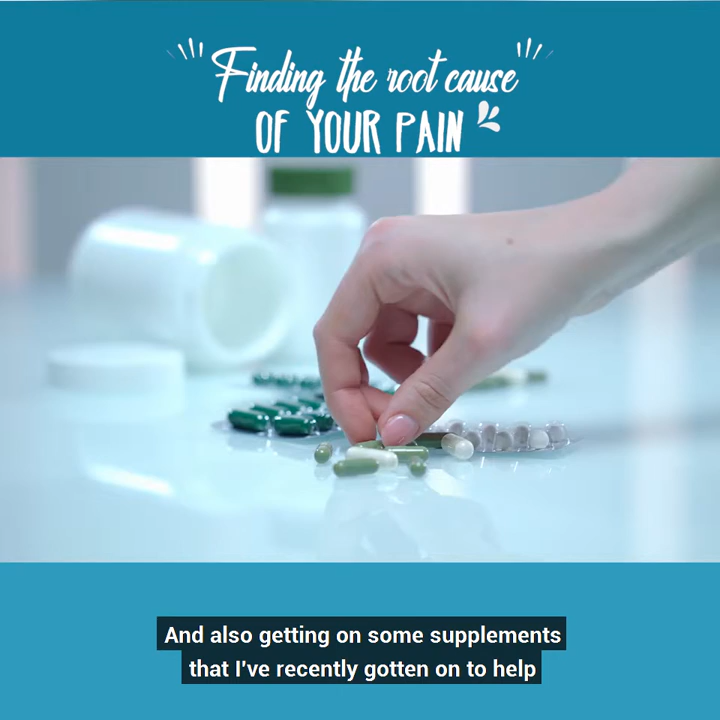 Finding the root cause
OF YOUR PAIN
And also getting on some supplements
that I've recently gotten on to help